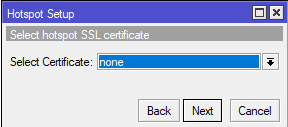 Hotspot Setup
Select hotspot SSL certificate
Select Certificate: none
Back Next Cancel